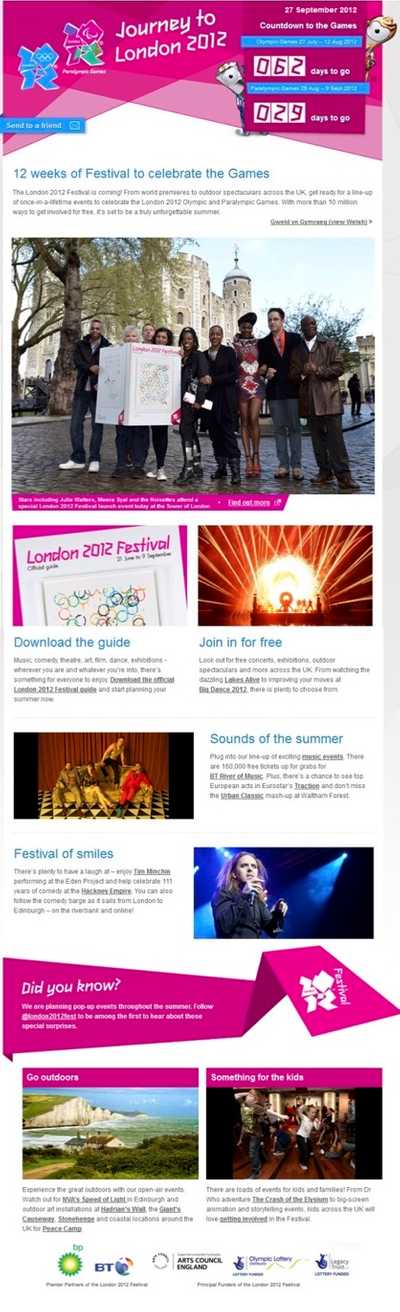 27 September 2012
Journey to
London 2012
Countdown to the Games
Olympic Games 27 July – 12 Aug 2012
062 days to go
Paralympic Games
Paralympic Games 29 Aug – 9 Sept 2012
029 days to go
Send to a friend
12 weeks of Festival to celebrate the Games
The London 2012 Festival is coming! From world premieres to outdoor spectaculars across the UK, get ready for a line-up
of once-in-a-lifetime events to celebrate the London 2012 Olympic and Paralympic Games. With more than 10 million
ways to get involved for free, it's set to be a truly unforgettable summer.
Gweld yn Gymraeg (view Welsh) >
London 2012 Festival
Stars including Julie Walters, Meera Syal and the Noisettes attend a
special London 2012 Festival launch event today at the Tower of London
Find out more
London 2012 Festival
Official guide
21 June to 9 September
Download the guide
Music, comedy, theatre, art, film, dance, exhibitions -
wherever you are and whatever you're into, there's
something for everyone to enjoy. Download the official
London 2012 Festival guide and start planning your
summer now.
Join in for free
Look out for free concerts, exhibitions, outdoor
spectaculars and more across the UK. From watching the
dazzling Lakes Alive to improving your moves at
Big Dance 2012, there is plenty to choose from.
Sounds of the summer
Plug into our line-up of exciting music events. There
are 160,000 free tickets up for grabs for
BT River of Music. Plus, there's a chance to see top
European acts in Eurostar's Traction and don't miss
the Urban Classic mash-up at Waltham Forest.
Festival of smiles
There's plenty to have a laugh at – enjoy Tim Minchin
performing at the Eden Project and help celebrate 111
years of comedy at the Hackney Empire. You can also
follow the comedy barge as it sails from London to
Edinburgh – on the riverbank and online!
Did you know?
We are planning pop-up events throughout the summer. Follow
@london2012fest to be among the first to hear about these
special surprises.
Festival
Go outdoors
Experience the great outdoors with our open-air events.
Watch out for NVA's Speed of Light in Edinburgh and
outdoor art installations at Hadrian's Wall, the Giant's
Causeway, Stonehenge and coastal locations around the
UK for Peace Camp.
Something for the kids
There are loads of events for kids and families! From Dr
Who adventure The Crash of the Elysium to big-screen
animation and storytelling events, kids across the UK will
love getting involved in the Festival.
bp
BT
ARTS COUNCIL
ENGLAND
Olympic Lottery
LOTTERY FUNDED
Legacy
Trust
LOTTERY FUNDED
Premier Partners of the London 2012 Festival
Principal Funders of the London 2012 Festival